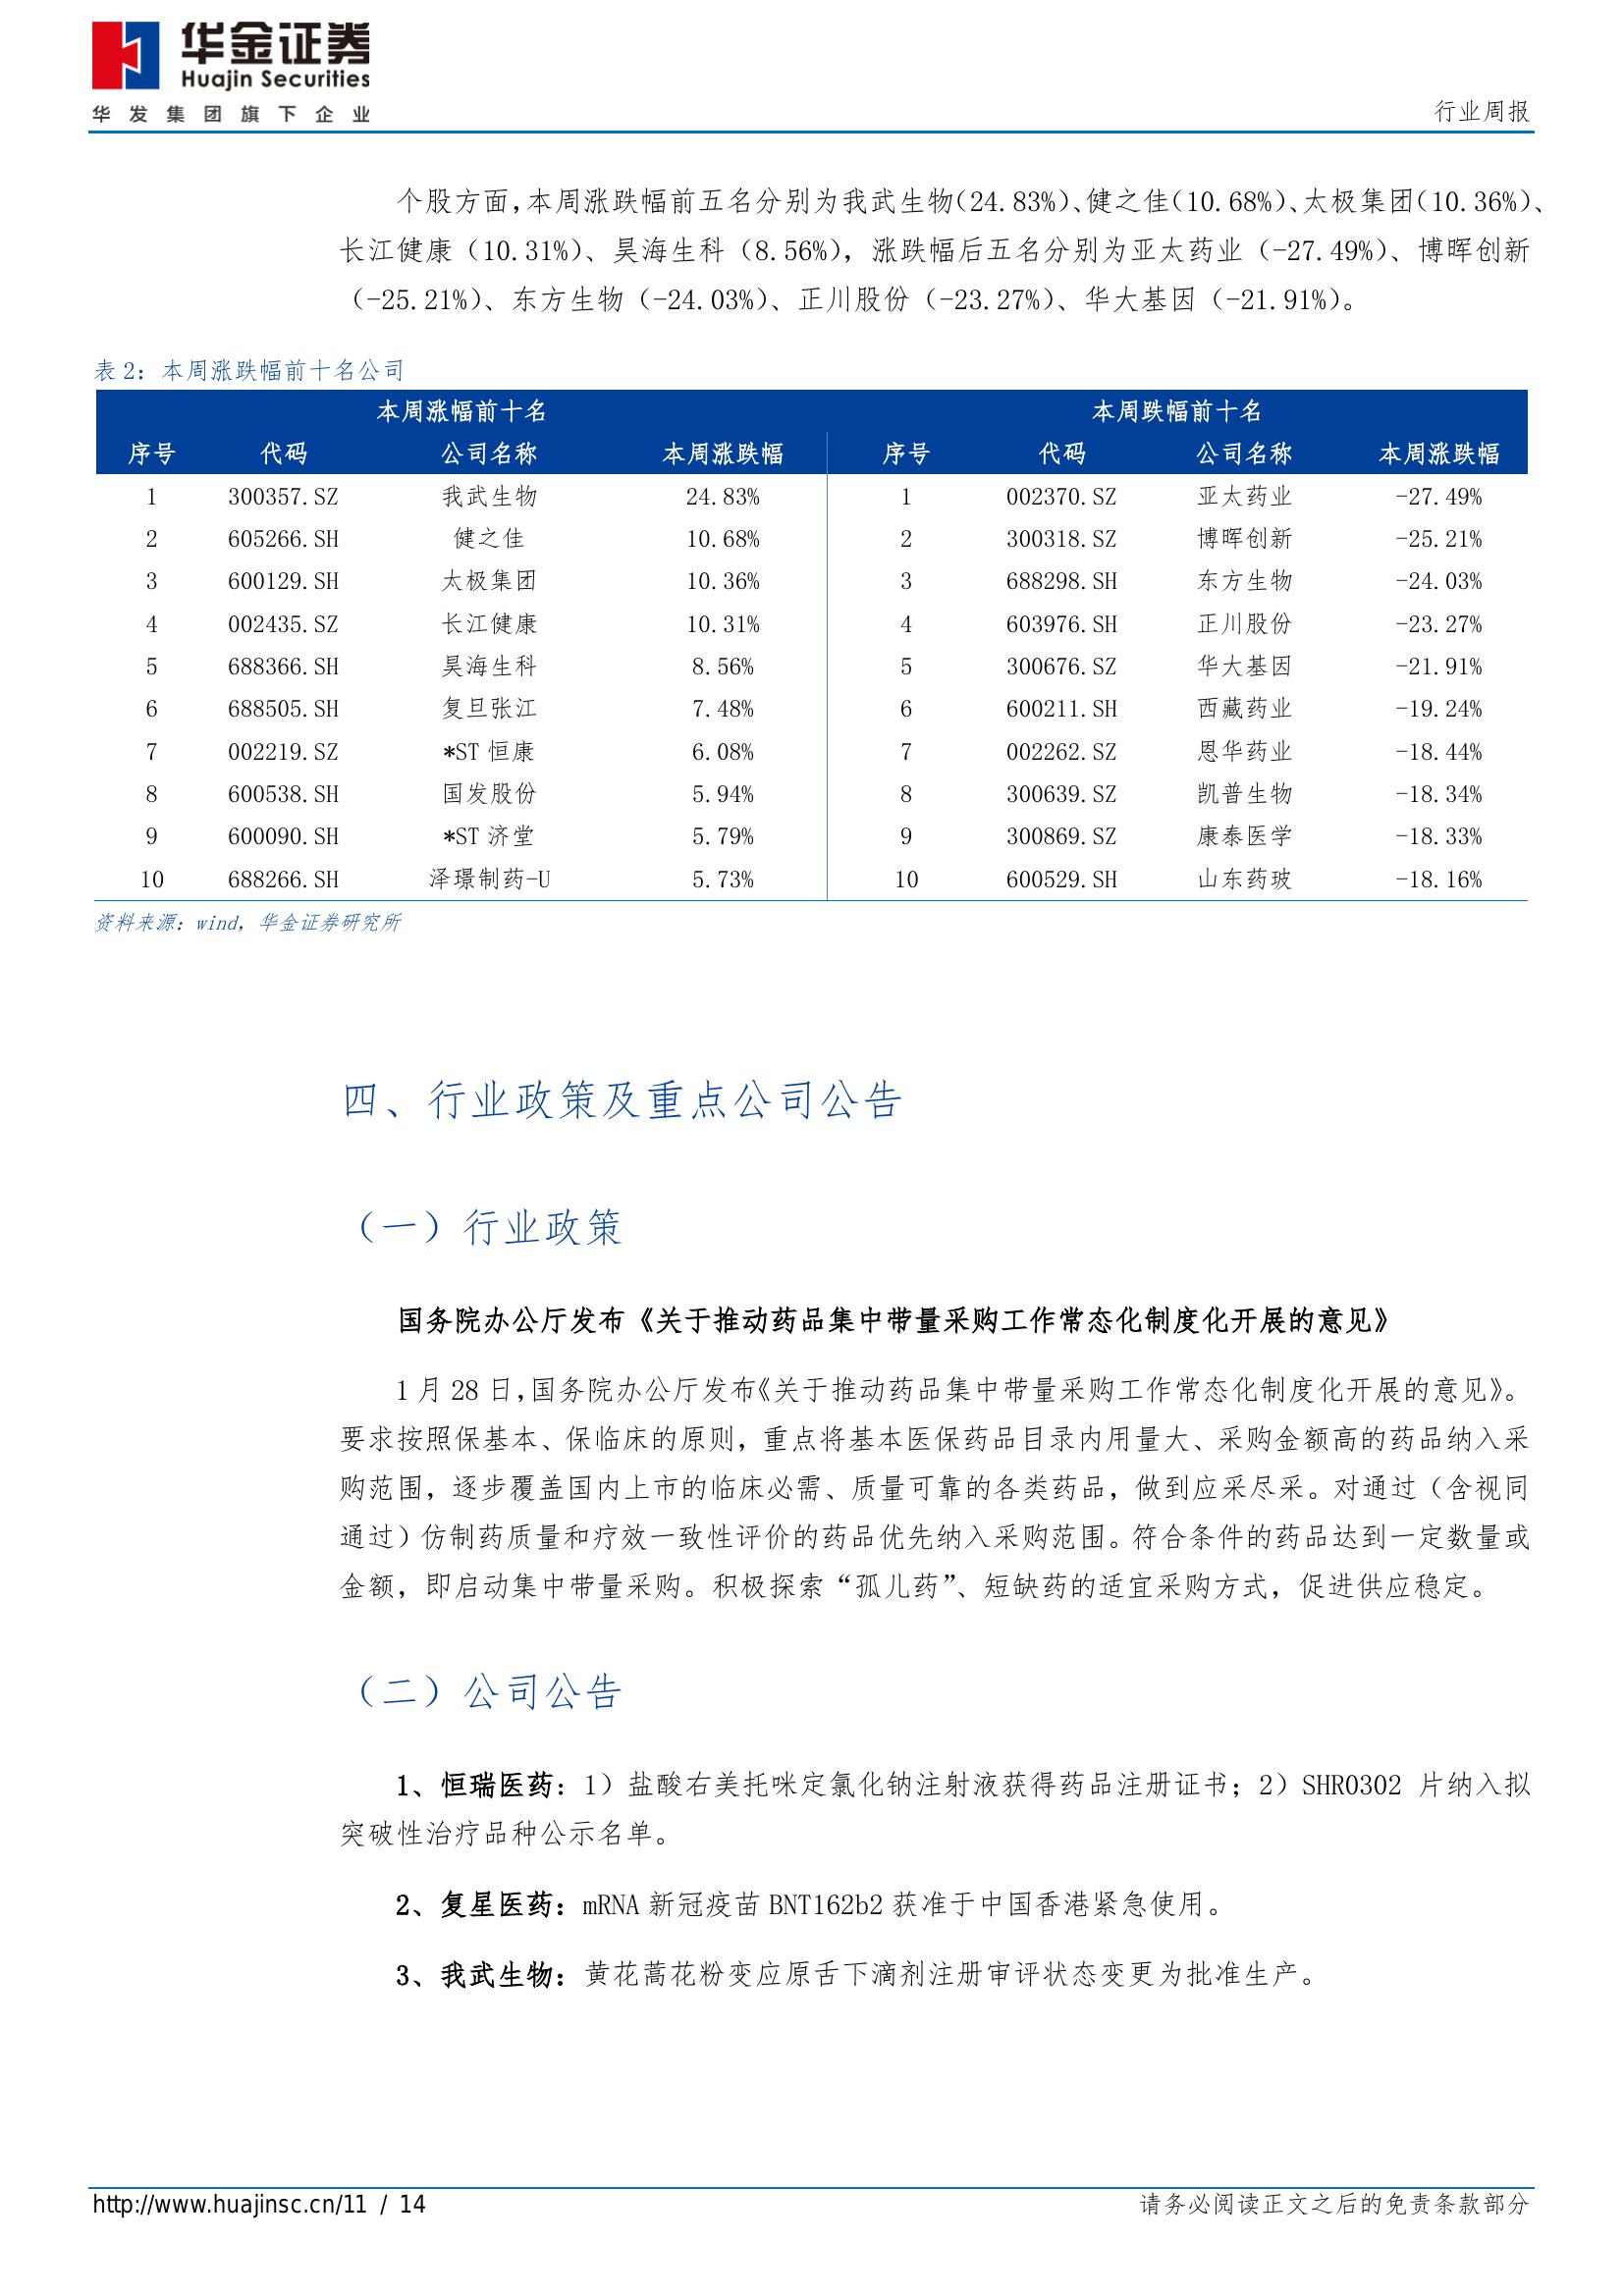 华金证券
Huajin Securities
华发集团旗下企业
行业周报
个股方面，本周涨跌幅前五名分别为我武生物（24.83%）、健之佳（10.68%）、太极集团（10.36%）、
长江健康（10.31%）、昊海生科（8.56%），涨跌幅后五名分别为亚太药业（-27.49%）、博晖创新
（-25.21%）、东方生物（-24.03%）、正川股份（-23.27%）、华大基因（-21.91%）。
表 2：本周涨跌幅前十名公司
本周涨幅前十名 本周跌幅前十名
序号 代码 公司名称 本周涨跌幅 序号 代码 公司名称 本周涨跌幅
1 300357.SZ 我武生物 24.83% 1 002370.SZ 亚太药业 -27.49%
2 605266.SH 健之佳 10.68% 2 300318.SZ 博晖创新 -25.21%
3 600129.SH 太极集团 10.36% 3 688298.SH 东方生物 -24.03%
4 002435.SZ 长江健康 10.31% 4 603976.SH 正川股份 -23.27%
5 688366.SH 昊海生科 8.56% 5 300676.SZ 华大基因 -21.91%
6 688505.SH 复旦张江 7.48% 6 600211.SH 西藏药业 -19.24%
7 002219.SZ *ST 恒康 6.08% 7 002262.SZ 恩华药业 -18.44%
8 600538.SH 国发股份 5.94% 8 300639.SZ 凯普生物 -18.34%
9 600090.SH *ST 济堂 5.79% 9 300869.SZ 康泰医学 -18.33%
10 688266.SH 泽璟制药-U 5.73% 10 600529.SH 山东药玻 -18.16%
资料来源：wind，华金证券研究所
四、行业政策及重点公司公告
（一）行业政策
国务院办公厅发布《关于推动药品集中带量采购工作常态化制度化开展的意见》
1 月 28 日，国务院办公厅发布《关于推动药品集中带量采购工作常态化制度化开展的意见》。
要求按照保基本、保临床的原则，重点将基本医保药品目录内用量大、采购金额高的药品纳入采
购范围，逐步覆盖国内上市的临床必需、质量可靠的各类药品，做到应采尽采。对通过（含视同
通过）仿制药质量和疗效一致性评价的药品优先纳入采购范围。符合条件的药品达到一定数量或
金额，即启动集中带量采购。积极探索“孤儿药”、短缺药的适宜采购方式，促进供应稳定。
（二）公司公告
1、恒瑞医药：1）盐酸右美托咪定氯化钠注射液获得药品注册证书；2）SHR0302 片纳入拟
突破性治疗品种公示名单。
2、复星医药：mRNA 新冠疫苗 BNT162b2 获准于中国香港紧急使用。
3、我武生物：黄花蒿花粉变应原舌下滴剂注册审评状态变更为批准生产。
http://www.huajinsc.cn/11 / 14
请务必阅读正文之后的免责条款部分